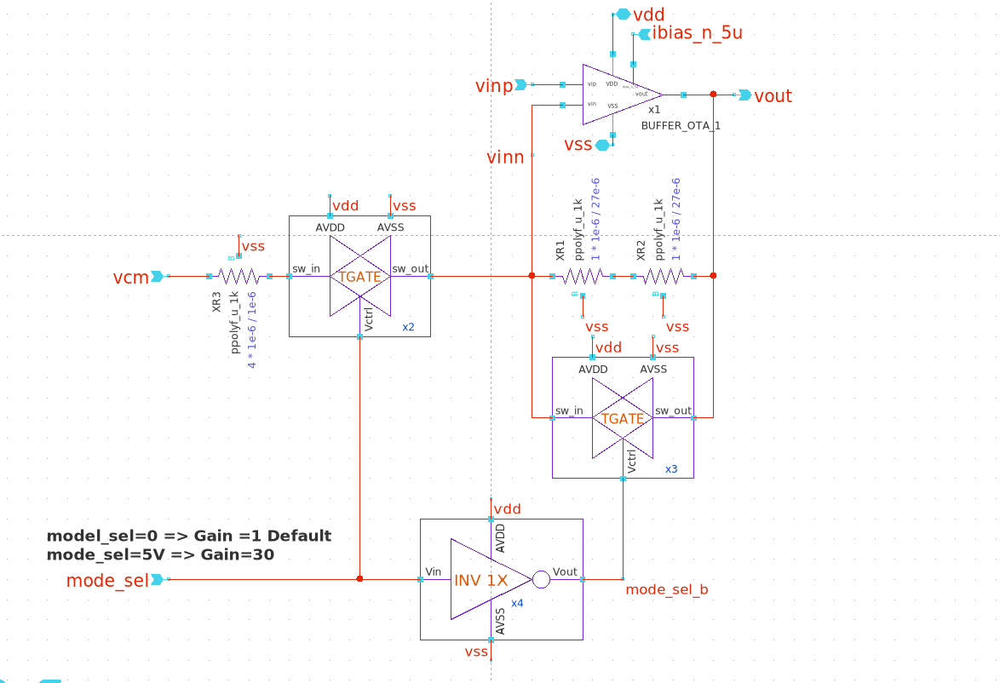 vdd
ibias_n_5u
vinp
vip
VDD
vout
vin
VSS
x1
vout
BUFFER_OTA_1
vss
vinn
vdd
vss
AVDD
AVSS
vss
B
vcm
sw_in
TGATE
sw_out
XR3
ppolyf_u_1k
4 * 1e-6 / 1e-6
Vctrl
x2
XR1
ppolyf_u_1k
1 * 1e-6 / 27e-6
XR2
ppolyf_u_1k
1 * 1e-6 / 27e-6
B
B
vss
vss
vdd
vss
AVDD
AVSS
sw_in
TGATE
sw_out
Vctrl
x3
vdd
AVDD
model_sel=0 => Gain =1 Default
mode_sel=5V => Gain=30
mode_sel
Vin
INV 1X
Vout
x4
AVSS
mode_sel_b
vss